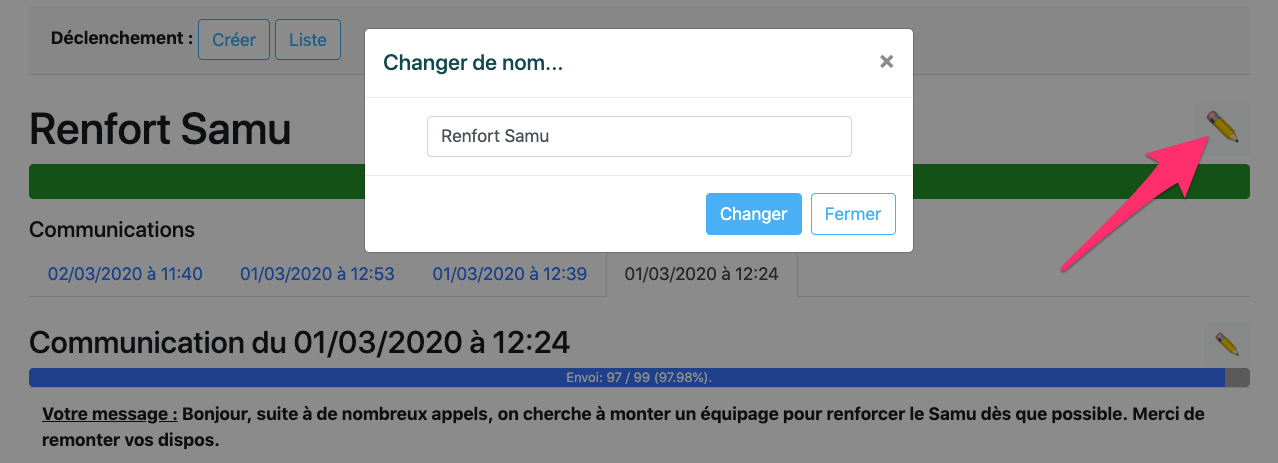 Déclenchement : Créer Liste
Changer de nom... ×
Renfort Samu
Renfort Samu
Changer Fermer
Communications
02/03/2020 à 11:40 01/03/2020 à 12:53 01/03/2020 à 12:39 01/03/2020 à 12:24
Communication du 01/03/2020 à 12:24
Envoi: 97 / 99 (97.98%).
Votre message : Bonjour, suite à de nombreux appels, on cherche à monter un équipage pour renforcer le Samu dès que possible. Merci de
remonter vos dispos.